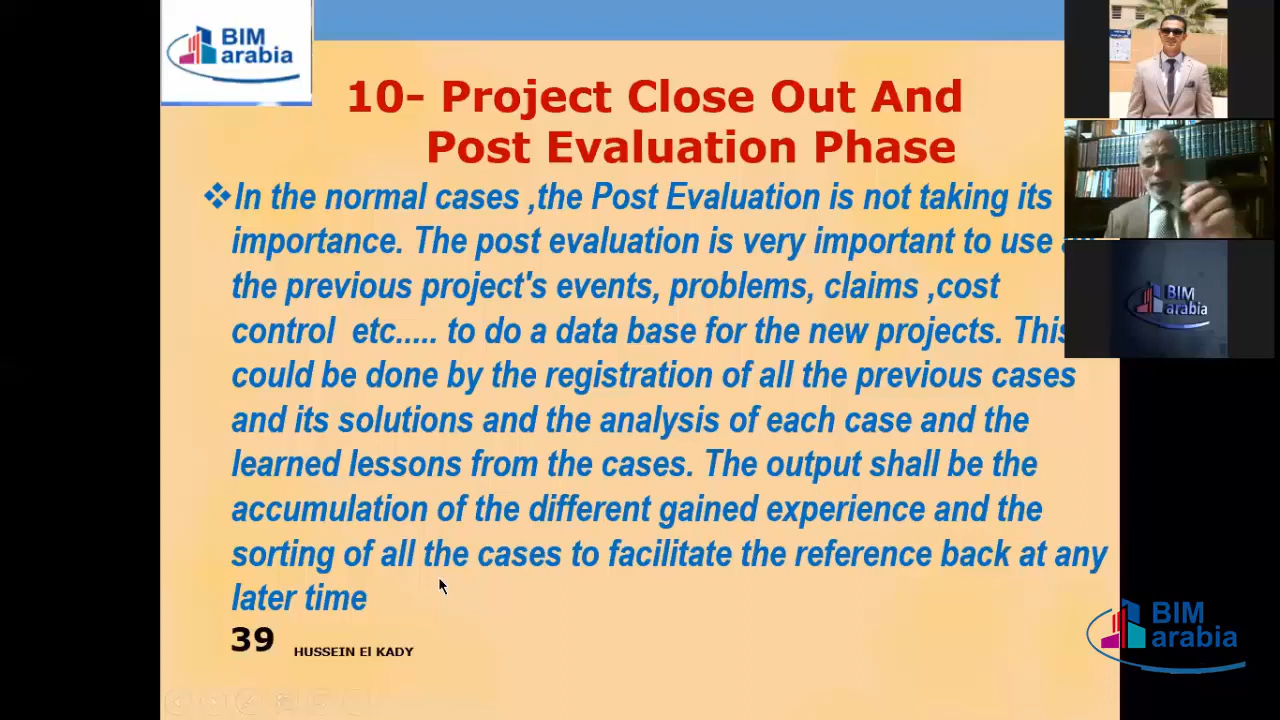 BIM
arabia
10- Project Close Out And
Post Evaluation Phase
❖In the normal cases ,the Post Evaluation is not taking its
importance. The post evaluation is very important to use
the previous project's events, problems, claims ,cost
control etc..... to do a data base for the new projects. This
could be done by the registration of all the previous cases
and its solutions and the analysis of each case and the
learned lessons from the cases. The output shall be the
accumulation of the different gained experience and the
sorting of all the cases to facilitate the reference back at any
later time
39
HUSSEIN El KADY
BIM
arabia
BIM
arabia